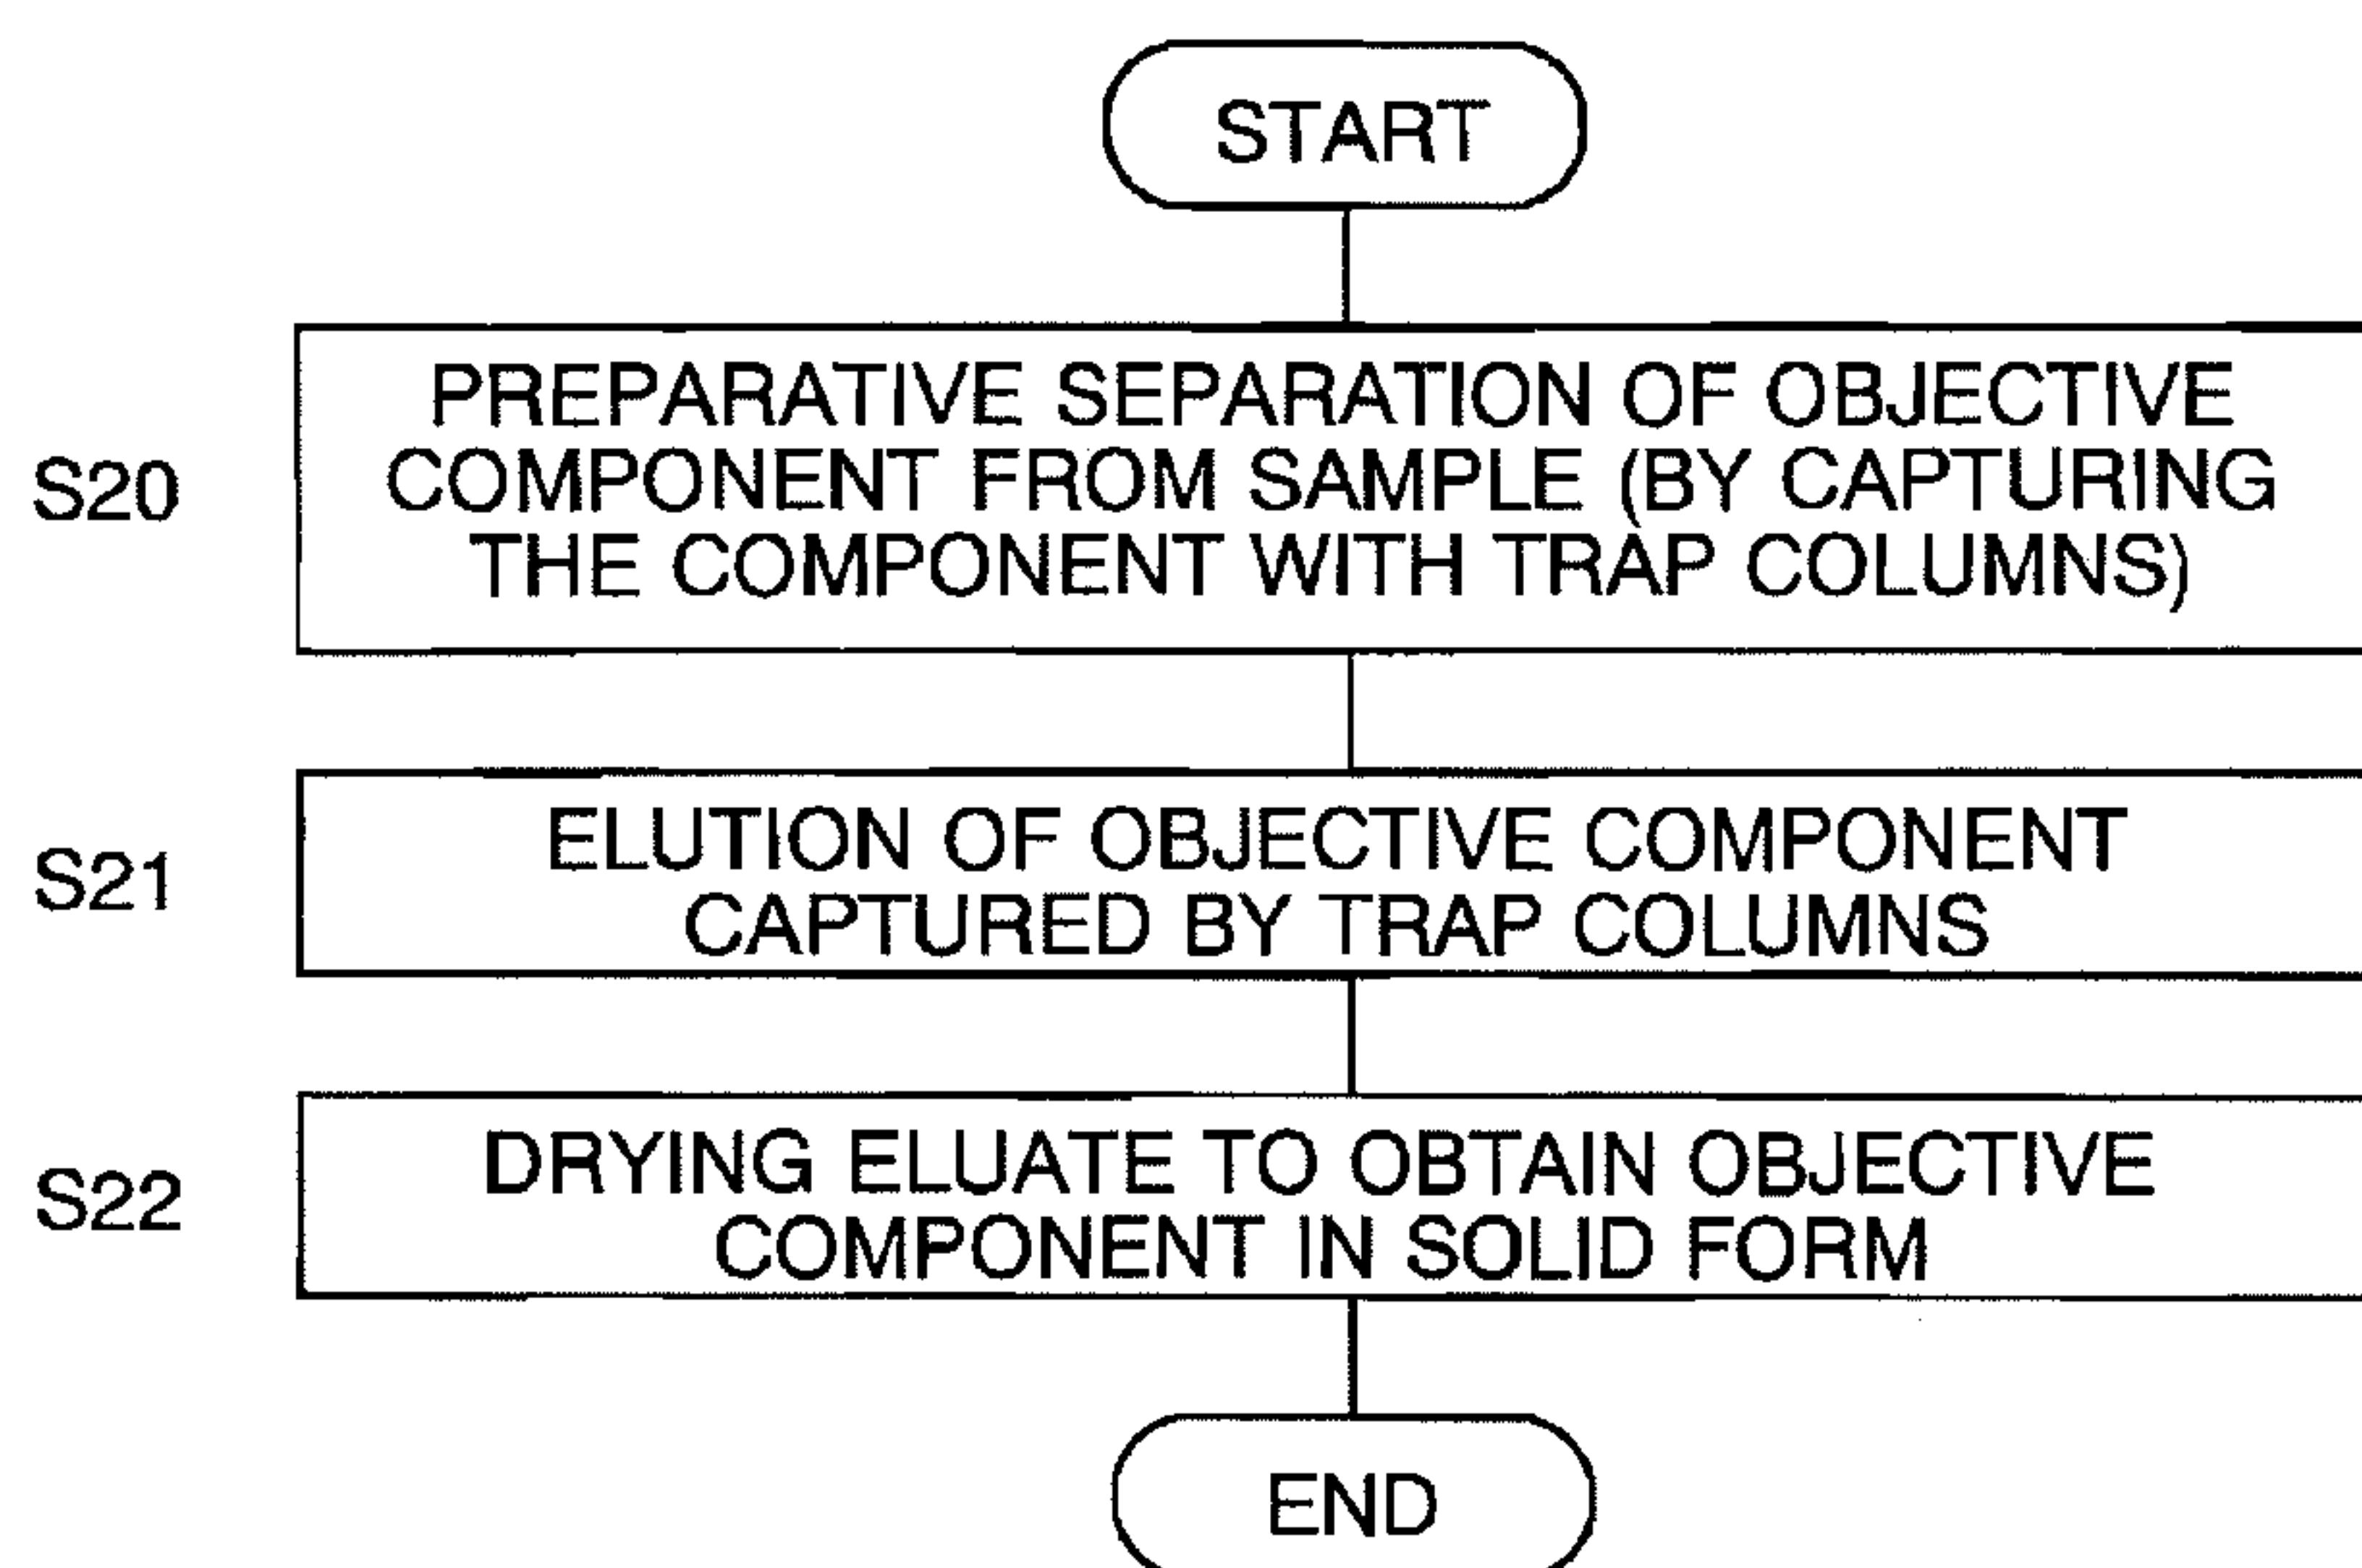 START
S20
PREPARATIVE SEPARATION OF OBJECTIVE
COMPONENT FROM SAMPLE (BY CAPTURING
THE COMPONENT WITH TRAP COLUMNS)
S21
ELUTION OF OBJECTIVE COMPONENT
CAPTURED BY TRAP COLUMNS
S22
DRYING ELUATE TO OBTAIN OBJECTIVE
COMPONENT IN SOLID FORM
END